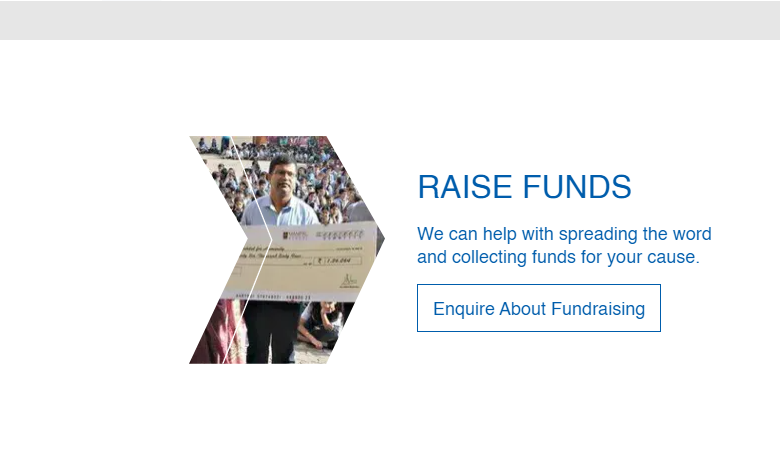 RAISE FUNDS
We can help with spreading the word
and collecting funds for your cause.
Enquire About Fundraising